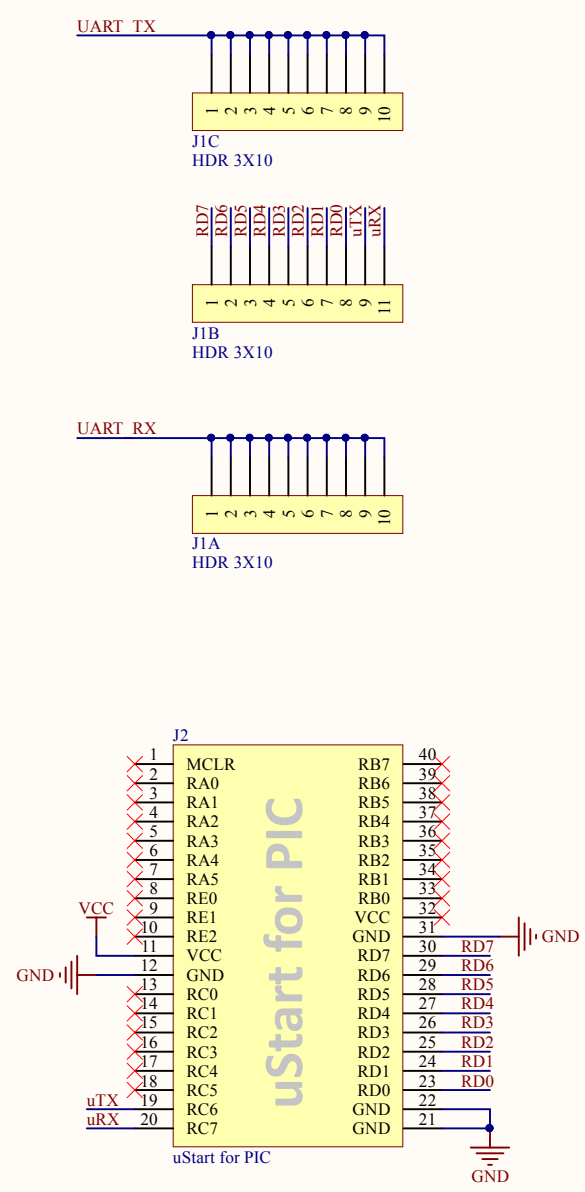 UART TX
1 2 3 4 5 6 7 8 9 10
J1C
HDR 3X10
RD7 RD6 RD5 RD4 RD3 RD2 RD1 RD0 uTX uRX
1 2 3 4 5 6 7 8 9 11
J1B
HDR 3X10
UART RX
1 2 3 4 5 6 7 8 9 10
J1A
HDR 3X10
J2
1 MCLR RB7 40
2 RA0 RB6 39
3 RA1 RB5 38
4 RA2 RB4 37
5 RA3 RB3 36
6 RA4 RB2 35
7 RA5 RB1 34
8 RE0 RB0 33
VCC 9 RE1 VCC 32
10 RE2 GND 31 GND
11 VCC RD7 30 RD7
GND 12 GND RD6 29 RD6
13 RC0 RD5 28 RD5
14 RC1 RD4 27 RD4
15 RC2 RD3 26 RD3
16 RC3 RD2 25 RD2
17 RC4 RD1 24 RD1
18 RC5 RD0 23 RD0
uTX 19 RC6 GND 22
uRX 20 RC7 GND 21
uStart for PIC
uStart for PIC
GND